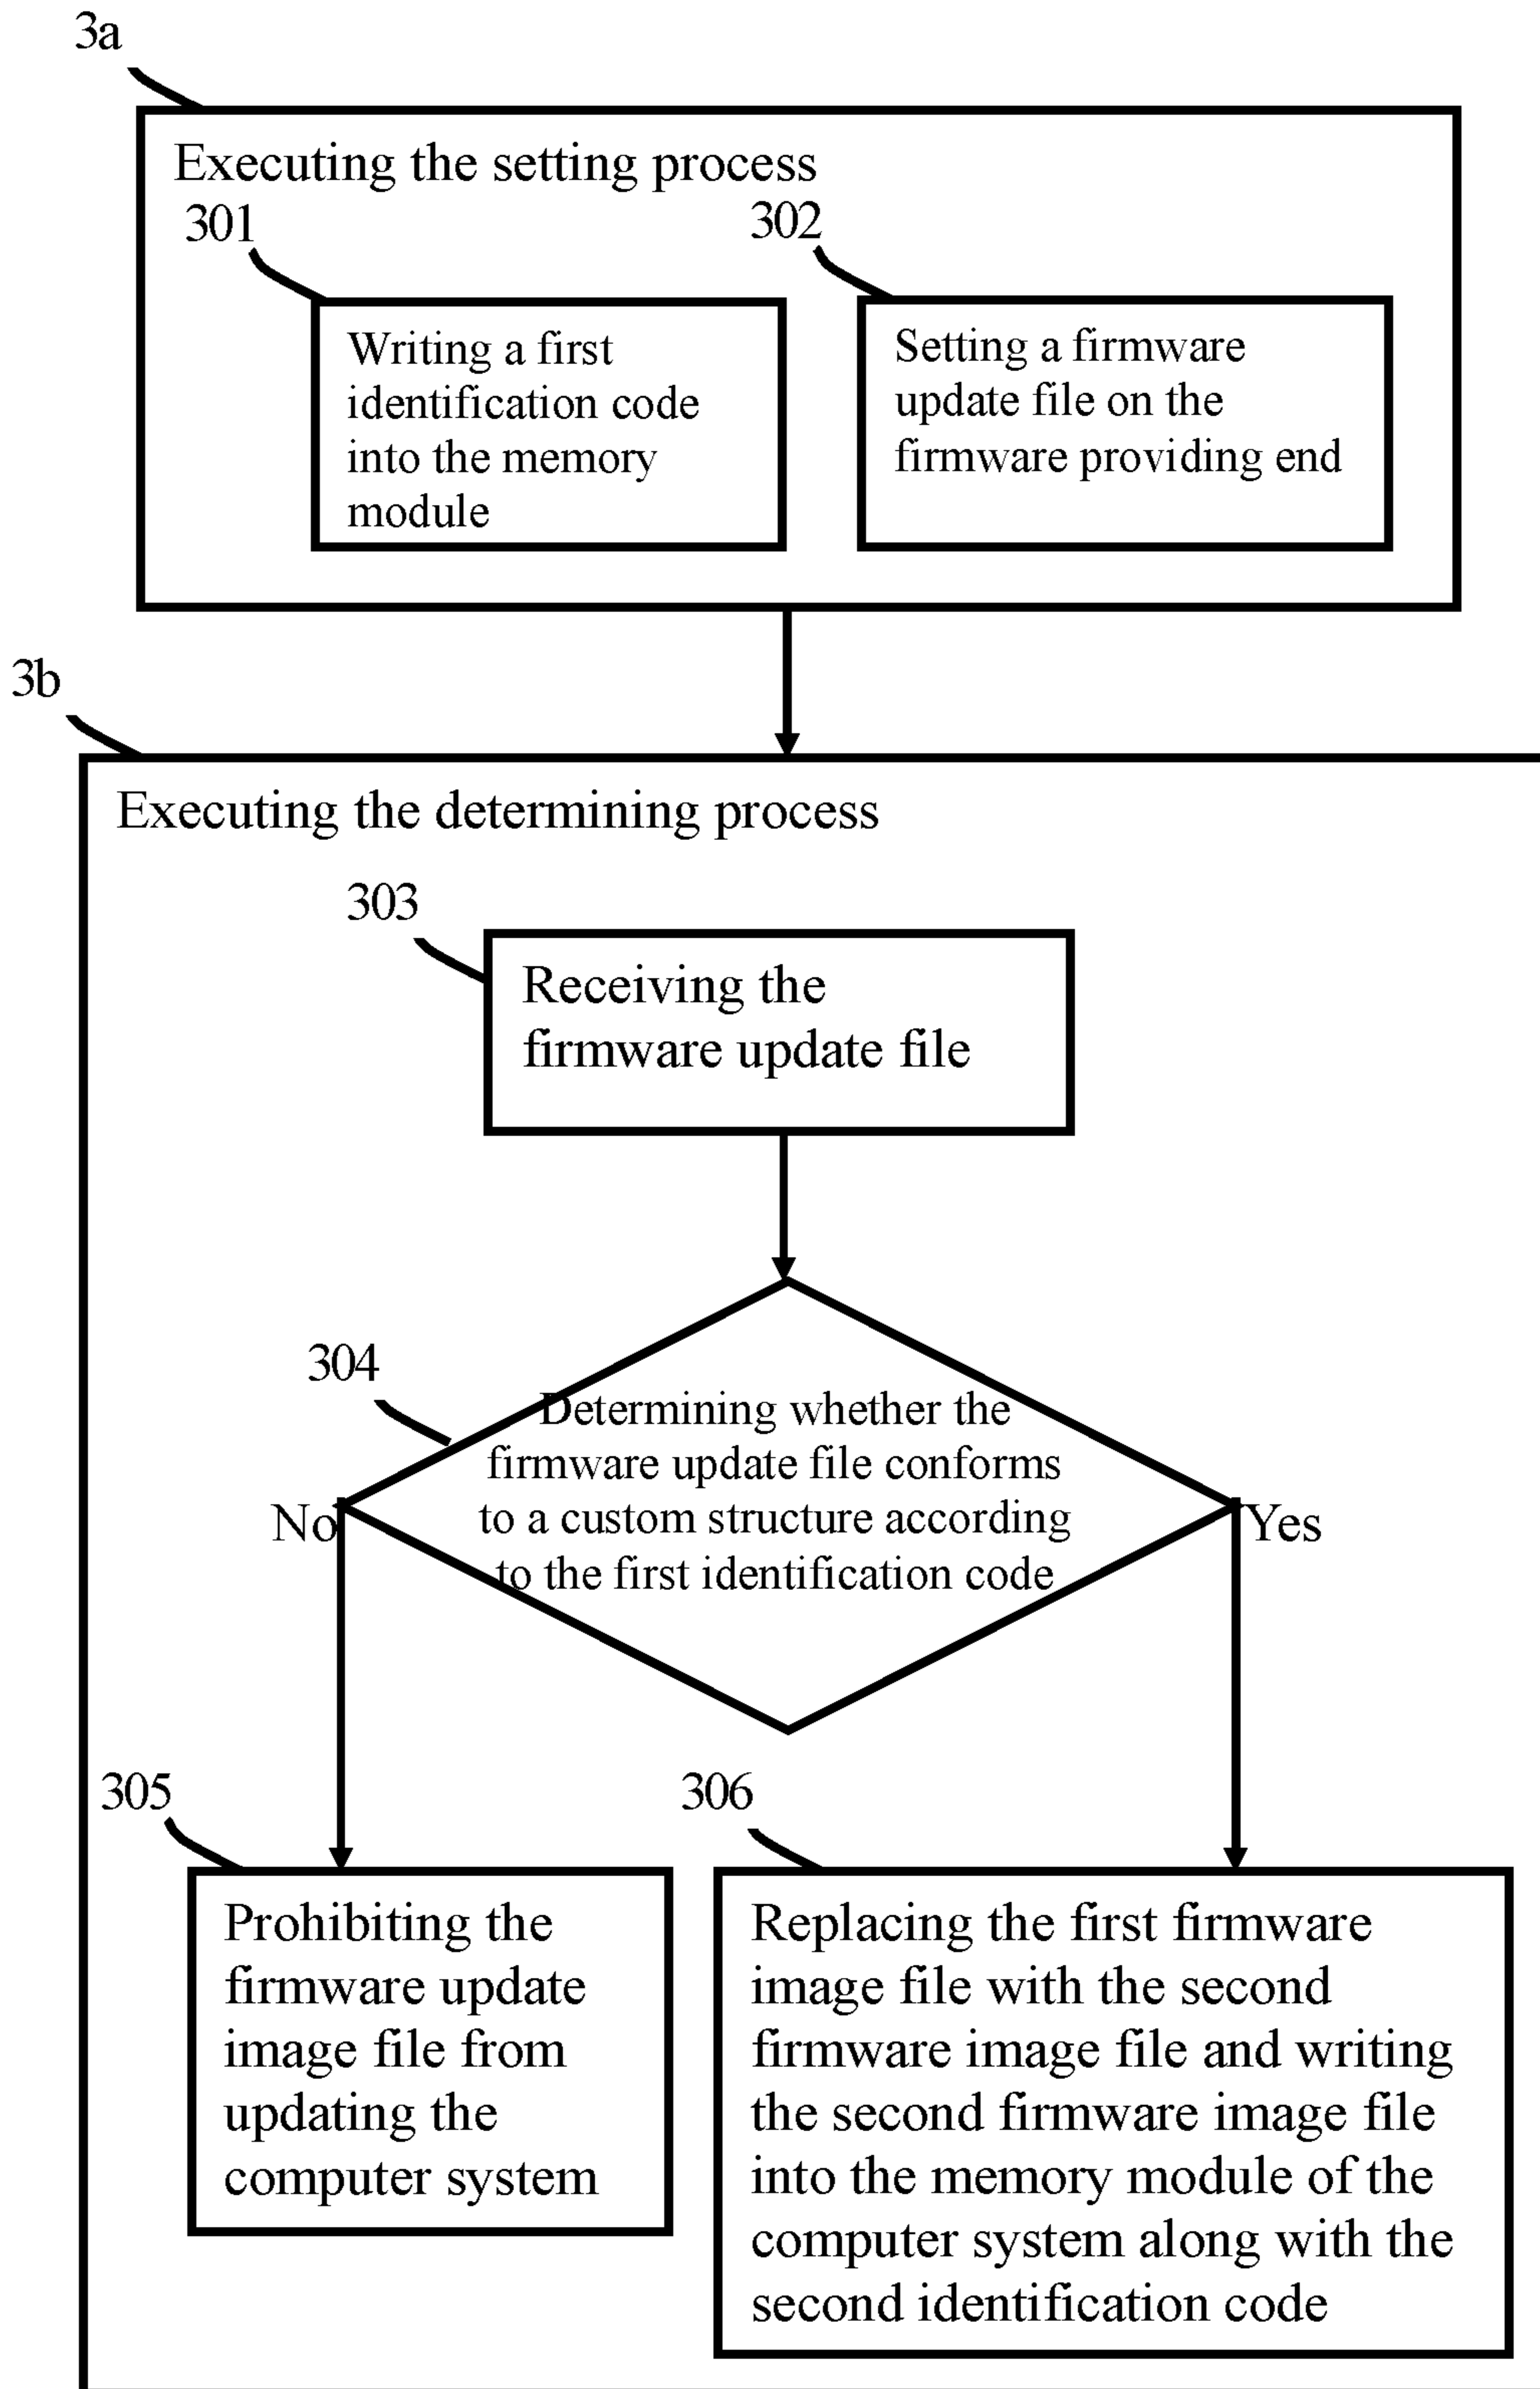 3a
Executing the setting process
301
302
Writing a first
identification code
into the memory
module
Setting a firmware
update file on the
firmware providing end
3b
Executing the determining process
303
Receiving the
firmware update file
304
Determining whether the
firmware update file conforms
to a custom structure according
to the first identification code
No
Yes
305
306
Prohibiting the
firmware update
image file from
updating the
computer system
Replacing the first firmware
image file with the second
firmware image file and writing
the second firmware image file
into the memory module of the
computer system along with the
second identification code